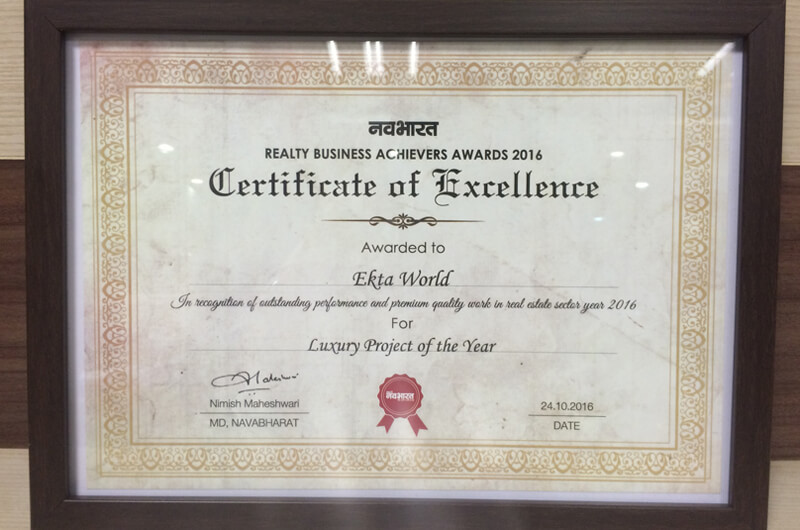 नवभारत
REALTY BUSINESS ACHIEVERS AWARDS 2016
Certificate of Excellence
Awarded to
Ekta World
In recognition of outstanding performance and premium quality work in real estate sector year 2016
For
Luxury Project of the Year
Nimish Maheshwari
MD, NAVABHARAT
नवभारत
24.10.2016
DATE